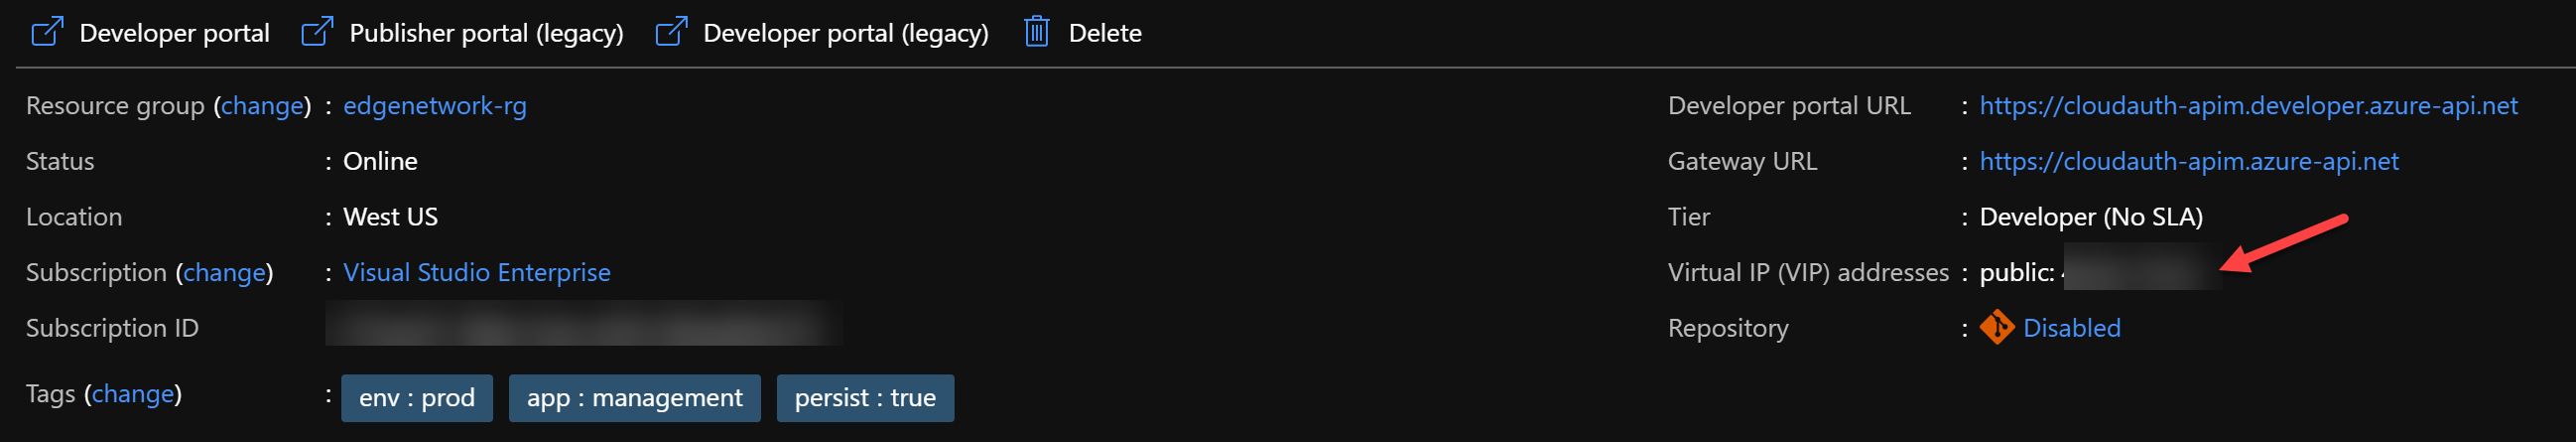 Developer portal Publisher portal (legacy) Developer portal (legacy) Delete
Resource group (change) : edgenetwork-rg
Status : Online
Location : West US
Subscription (change) : Visual Studio Enterprise
Subscription ID
Tags (change) : env : prod app : management persist : true
Developer portal URL : https://cloudauth-apim.developer.azure-api.net
Gateway URL : https://cloudauth-apim.azure-api.net
Tier : Developer (No SLA)
Virtual IP (VIP) addresses : public:
Repository : Disabled